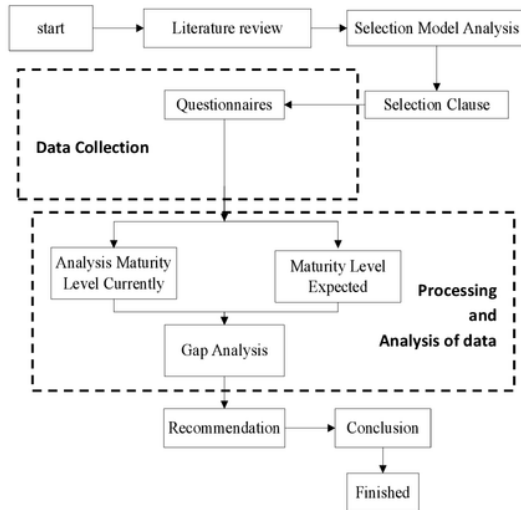 start
Literature review
Selection Model Analysis
Questionnaires
Selection Clause
Data Collection
Analysis Maturity
Level Currently
Maturity Level
Expected
Processing
and
Analysis of data
Gap Analysis
Recommendation
Conclusion
Finished